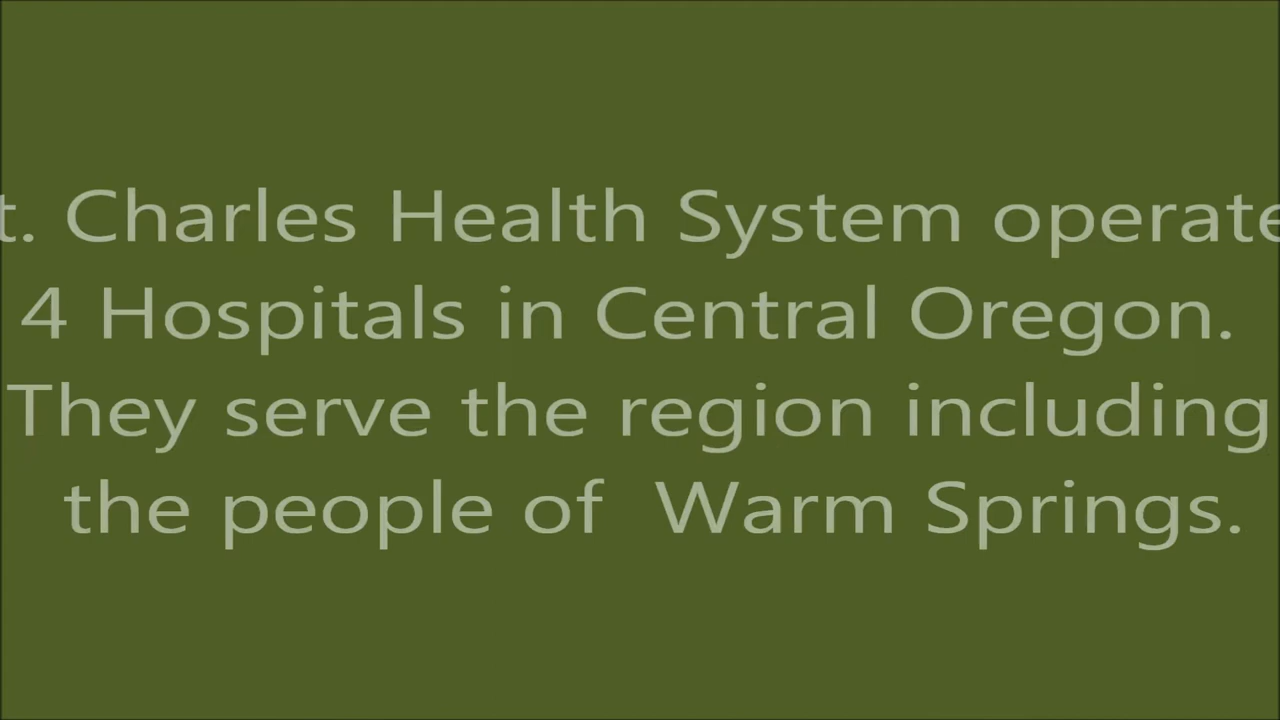 t. Charles Health System operate
4 Hospitals in Central Oregon.
They serve the region including
the people of Warm Springs.